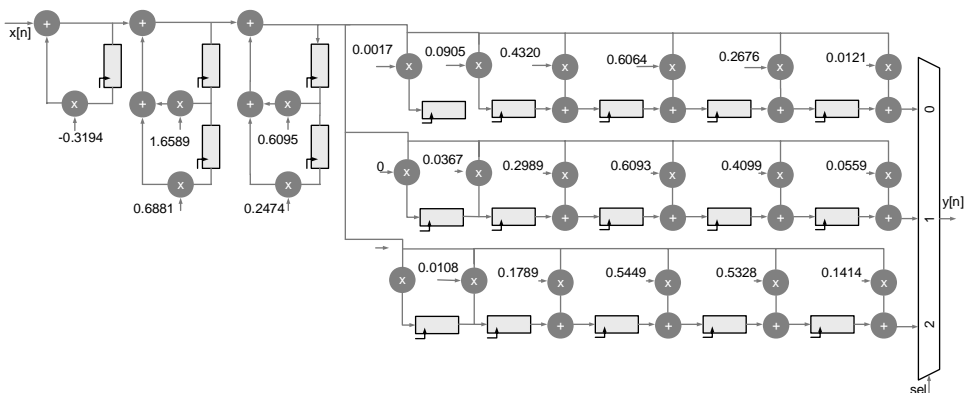 x[n]
+
+
+
x
-0.3194
+
x
1.6589
x
0.6881
+
x
0.6095
x
0.2474
0.0017
x
0.0905
x
0.4320
x
0.6064
x
0.2676
x
0.0121
x
+
+
+
+
0
0
x
0.0367
x
0.2989
x
0.6093
x
0.4099
x
0.0559
x
+
+
+
+
1
y[n]
x
0.0108
x
0.1789
x
0.5449
x
0.5328
x
0.1414
x
+
+
+
+
2
sel